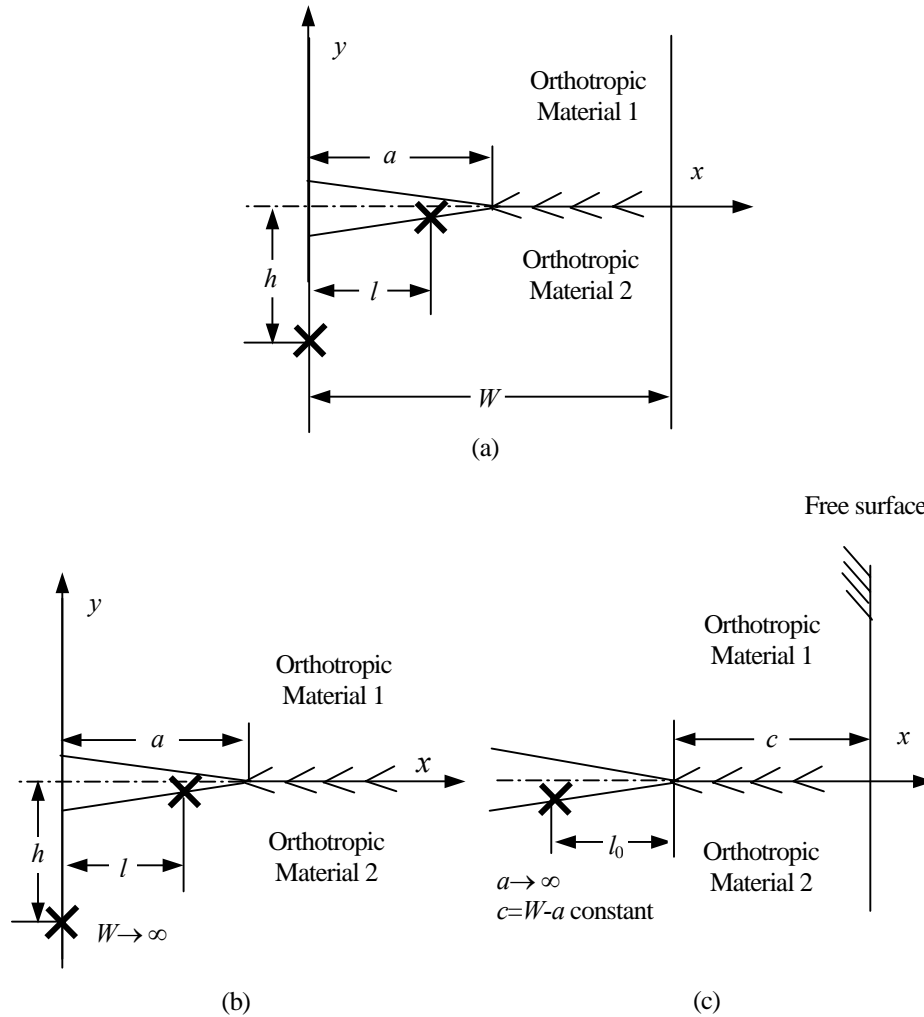 y
Orthotropic
Material 1
a
x
Orthotropic
Material 2
h
l
W
(a)
Free surface
y
Orthotropic
Material 1
Orthotropic
Material 1
a
x
c
x
h
l
Orthotropic
Material 2
l₀
Orthotropic
Material 2
a→∞
c=W-a constant
W→∞
(b)
(c)